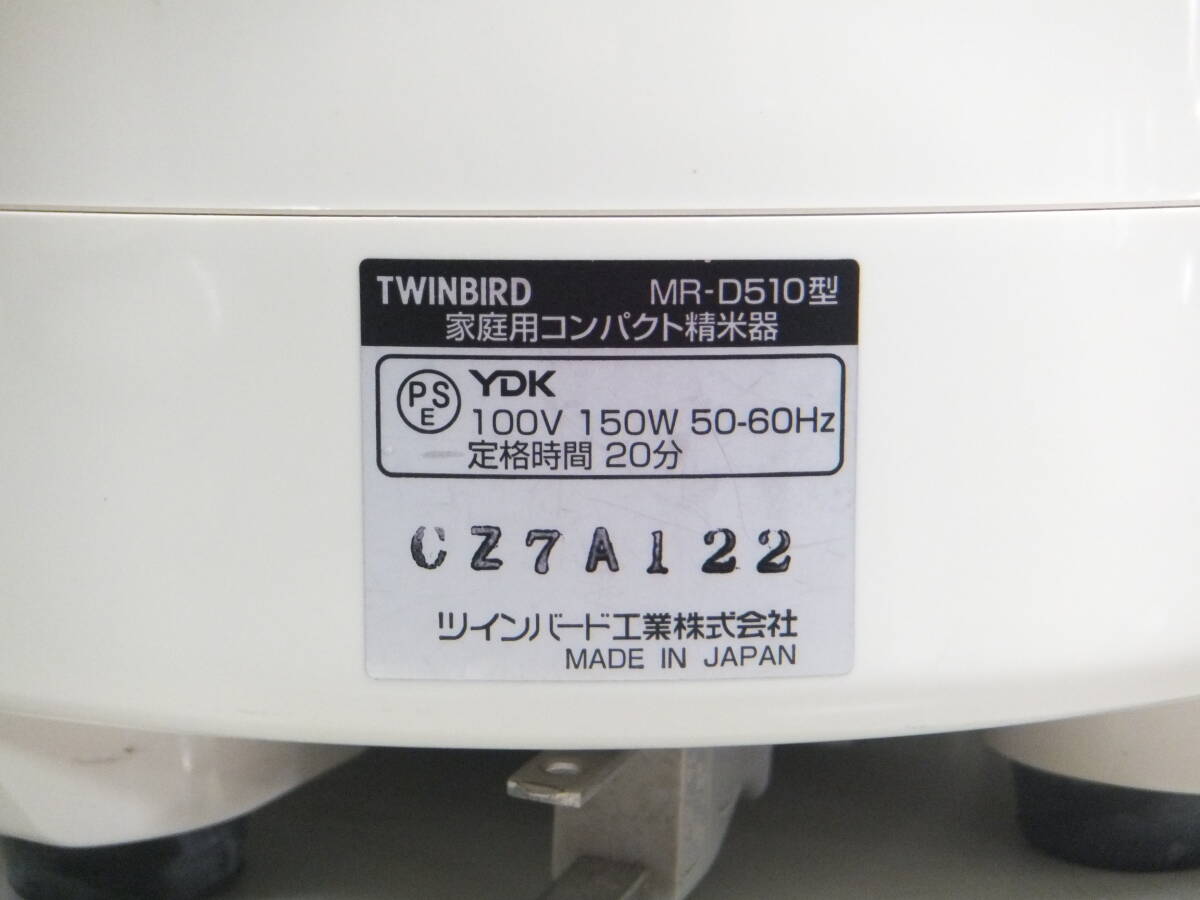 TWINBIRD MR-D510型
家庭用コンパクト精米器
PSE YDK
100V 150W 50-60Hz
定格時間 20分
CZ7A122
ツインバード工業株式会社
MADE IN JAPAN